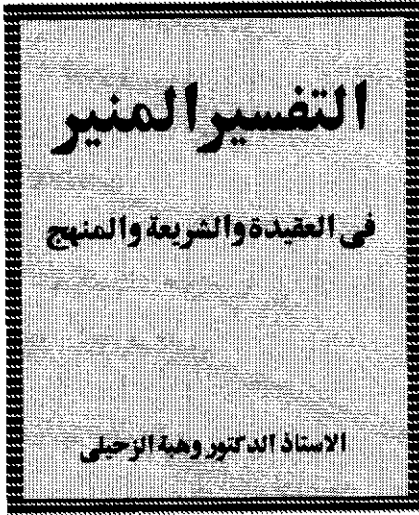 التفسير المنير
في العقيدة والشريعة والمنهج
الاستاذ الدكتور وهبة الزحيلي